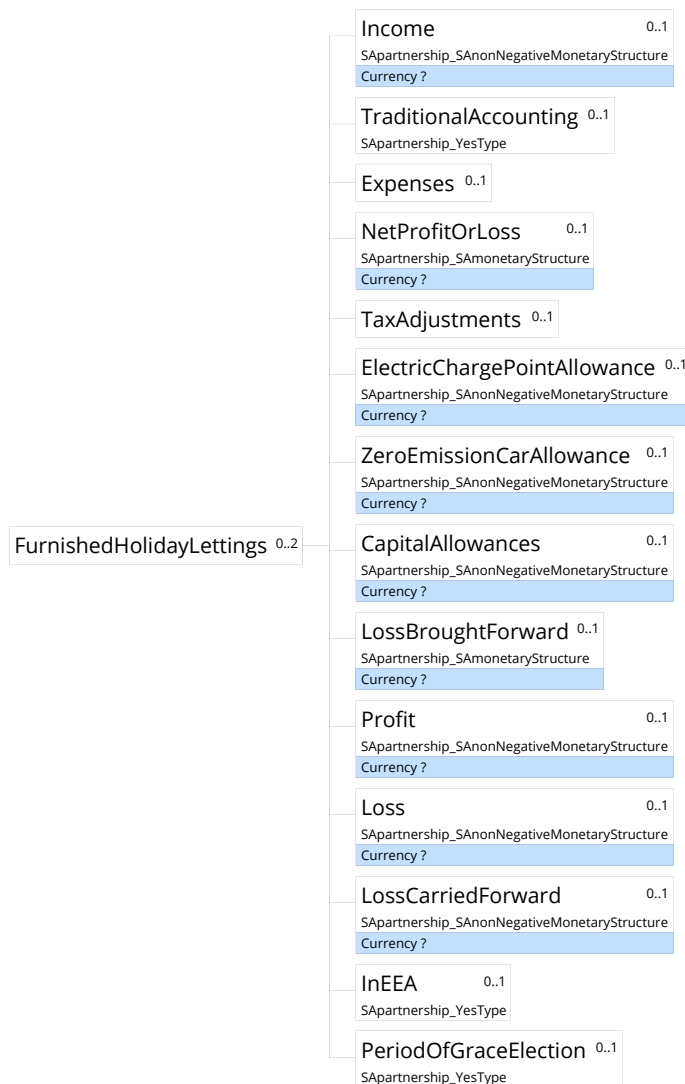 Income 0..1
SApartnership_SAnonNegativeMonetaryStructure
Currency ?
TraditionalAccounting 0..1
SApartnership_YesType
Expenses 0..1
NetProfitOrLoss 0..1
SApartnership_SAmonetaryStructure
Currency ?
TaxAdjustments 0..1
ElectricChargePointAllowance 0..1
SApartnership_SAnonNegativeMonetaryStructure
Currency ?
ZeroEmissionCarAllowance 0..1
SApartnership_SAnonNegativeMonetaryStructure
Currency ?
FurnishedHolidayLettings 0..2
CapitalAllowances 0..1
SApartnership_SAnonNegativeMonetaryStructure
Currency ?
LossBroughtForward 0..1
SApartnership_SAmonetaryStructure
Currency ?
Profit 0..1
SApartnership_SAnonNegativeMonetaryStructure
Currency ?
Loss 0..1
SApartnership_SAnonNegativeMonetaryStructure
Currency ?
LossCarriedForward 0..1
SApartnership_SAnonNegativeMonetaryStructure
Currency ?
InEEA 0..1
SApartnership_YesType
PeriodOfGraceElection 0..1
SApartnership_YesType